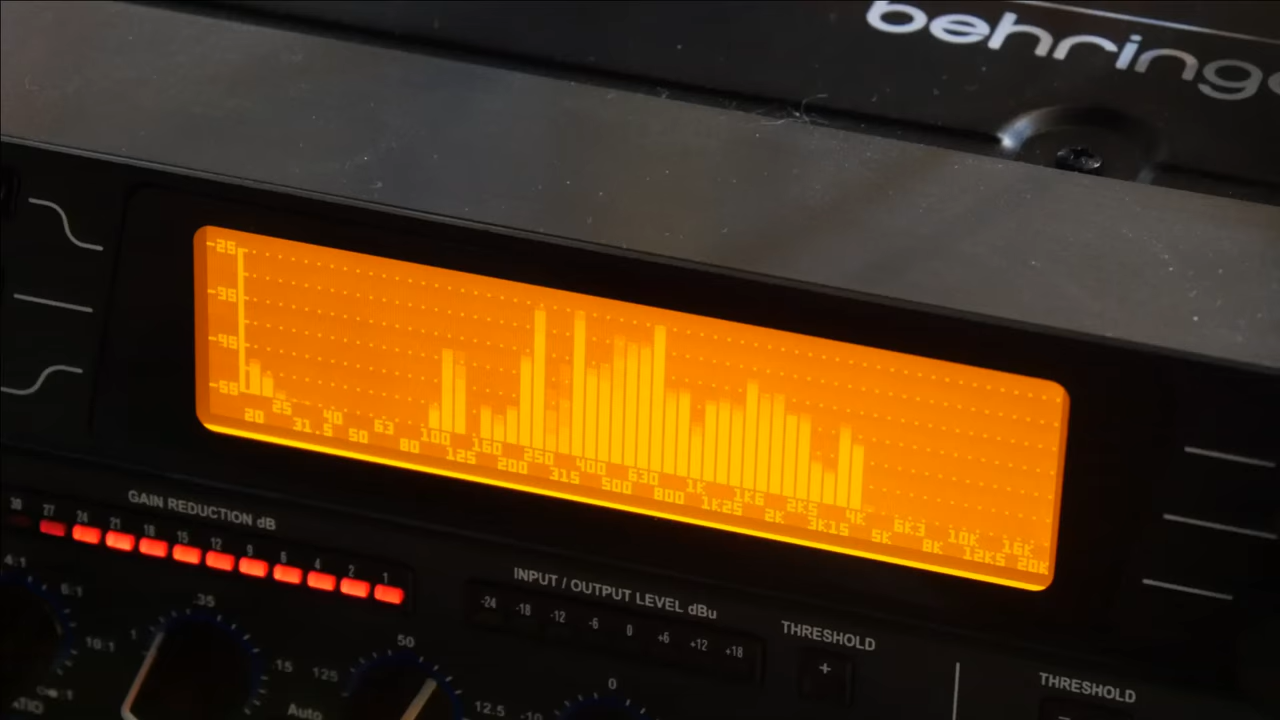 behringe
-25
-35
-45
-55
20 25 31.5 40 50 63 80 100 125 160 200 250 315 400 500 630 800 1K 1K25 1K6 2K 2K5 3K15 4K 5K 6K3 8K 10K 12K5 16K 20K
GAIN REDUCTION dB
30 27 24 21 18 15 12 9 6 4 2 1
INPUT / OUTPUT LEVEL dBu
-24 -18 -12 -6 0 +6 +12 +18
THRESHOLD
+
THRESHOLD
4:1
6:1
10:1
∞:1
RATIO
.1
.35
.15
Auto
125
50
12.5
-10
0